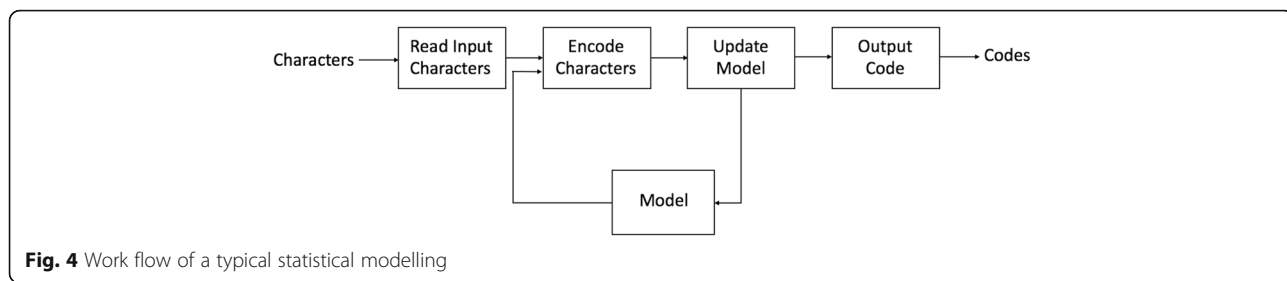 Characters
Read Input
Characters
Encode
Characters
Update
Model
Output
Code
Codes
Model
Fig. 4 Work flow of a typical statistical modelling